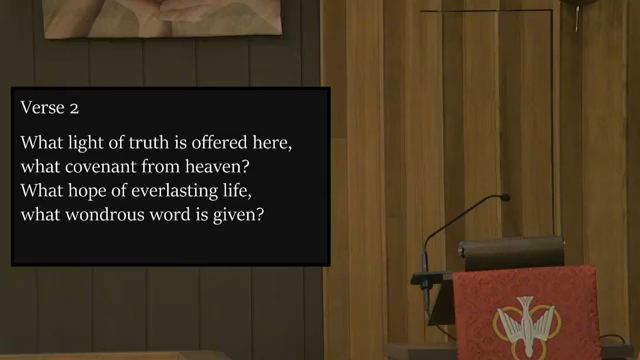 Verse 2
What light of truth is offered here,
what covenant from heaven?
What hope of everlasting life,
what wondrous word is given?